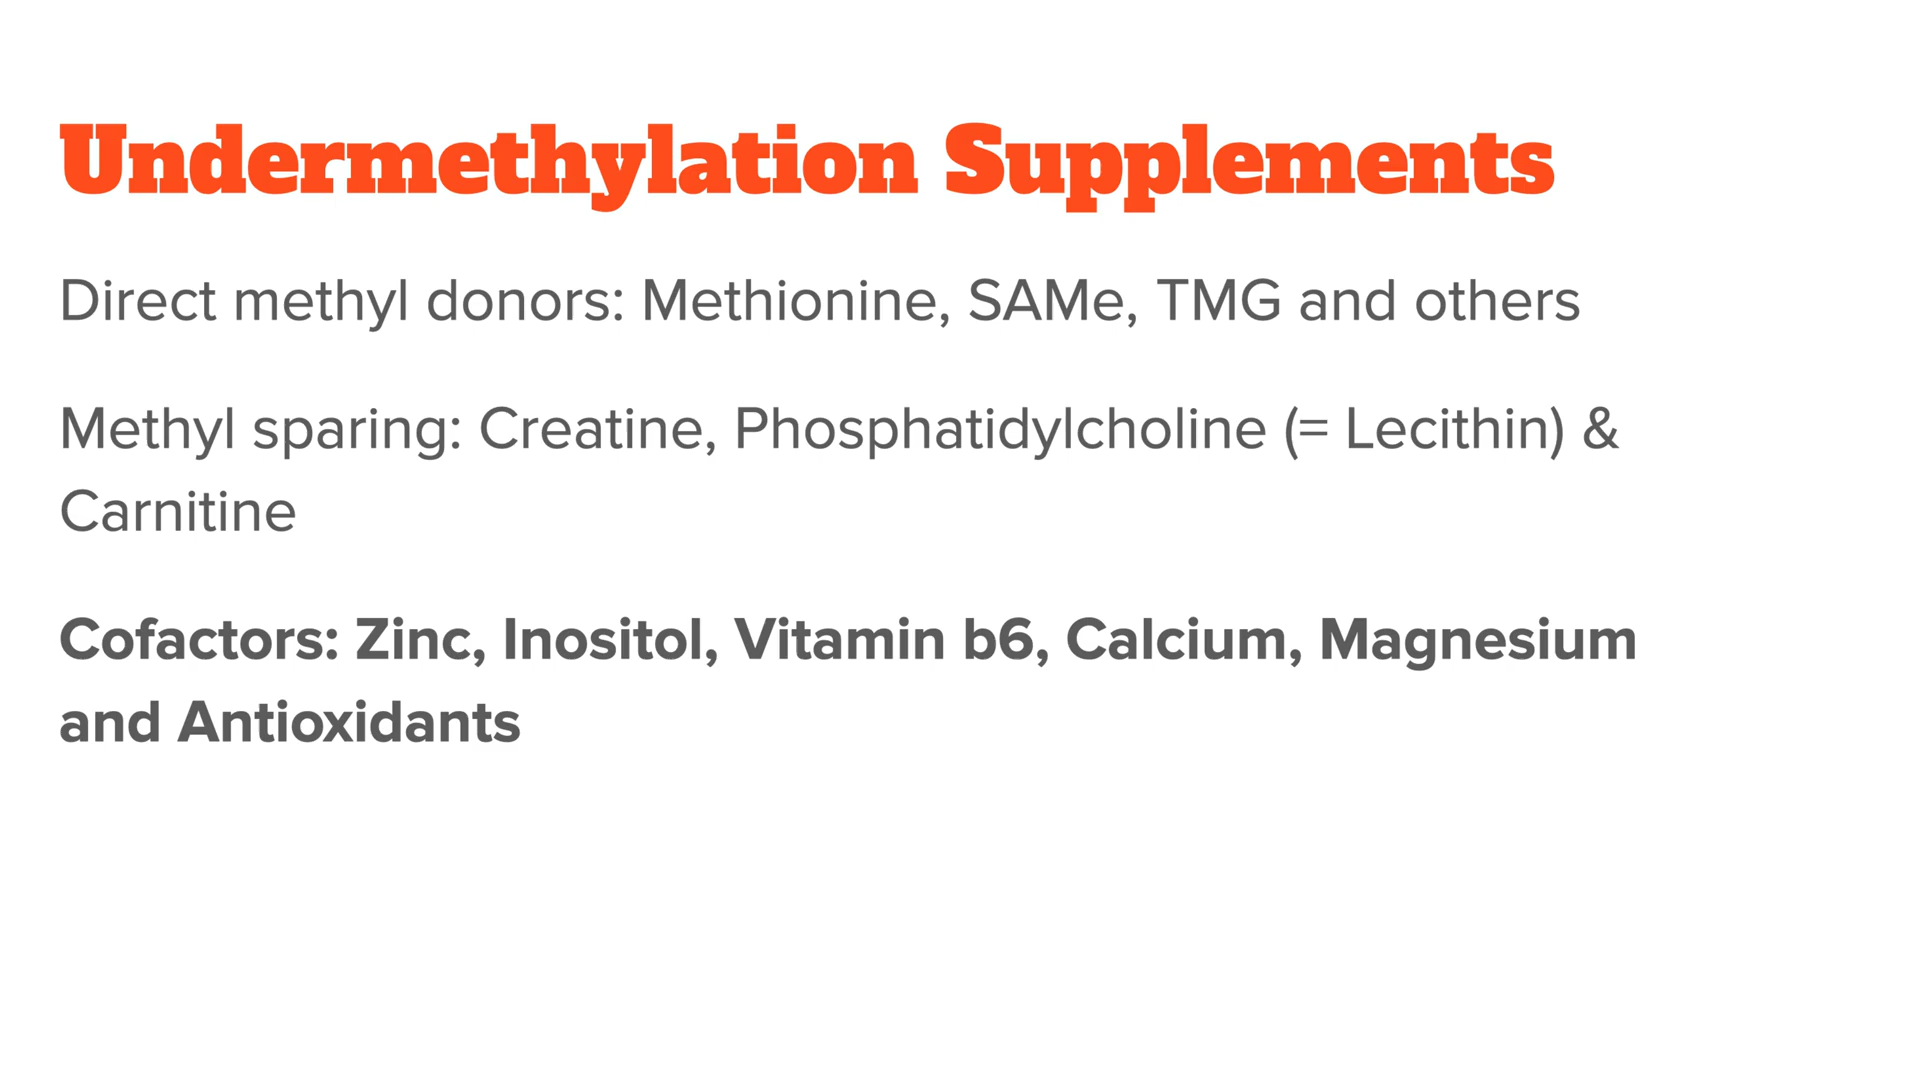 Undermethylation Supplements
Direct methyl donors: Methionine, SAMe, TMG and others
Methyl sparing: Creatine, Phosphatidylcholine (= Lecithin) &
Carnitine
Cofactors: Zinc, Inositol, Vitamin b6, Calcium, Magnesium
and Antioxidants